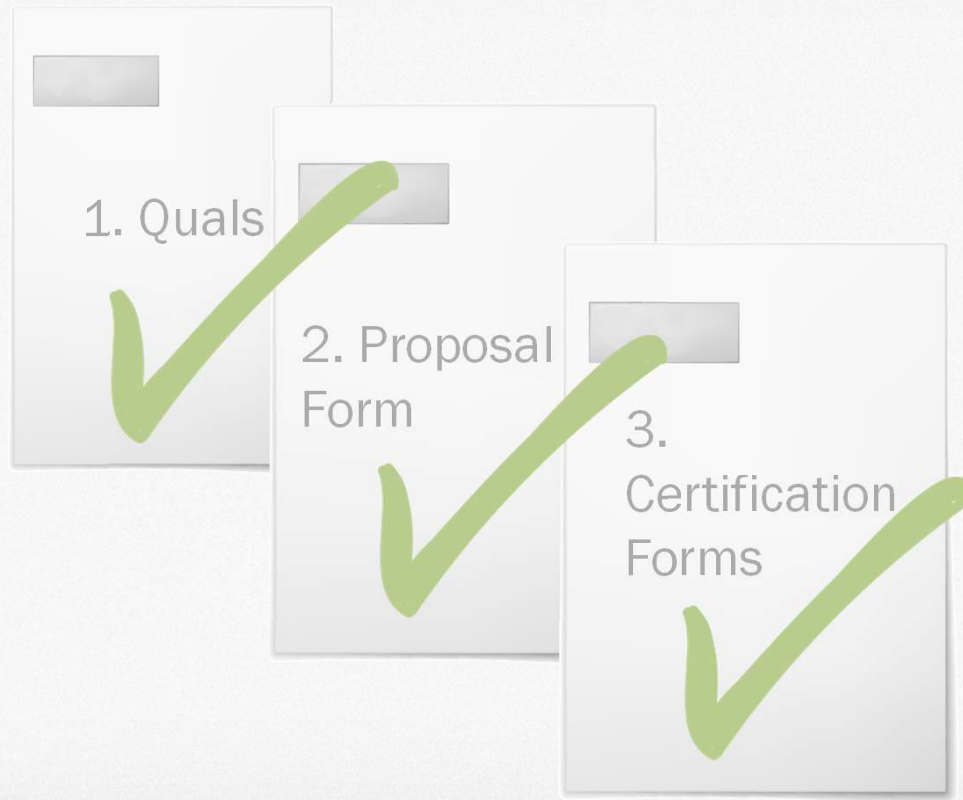 1. Quals
2. Proposal
Form
3.
Certification
Forms